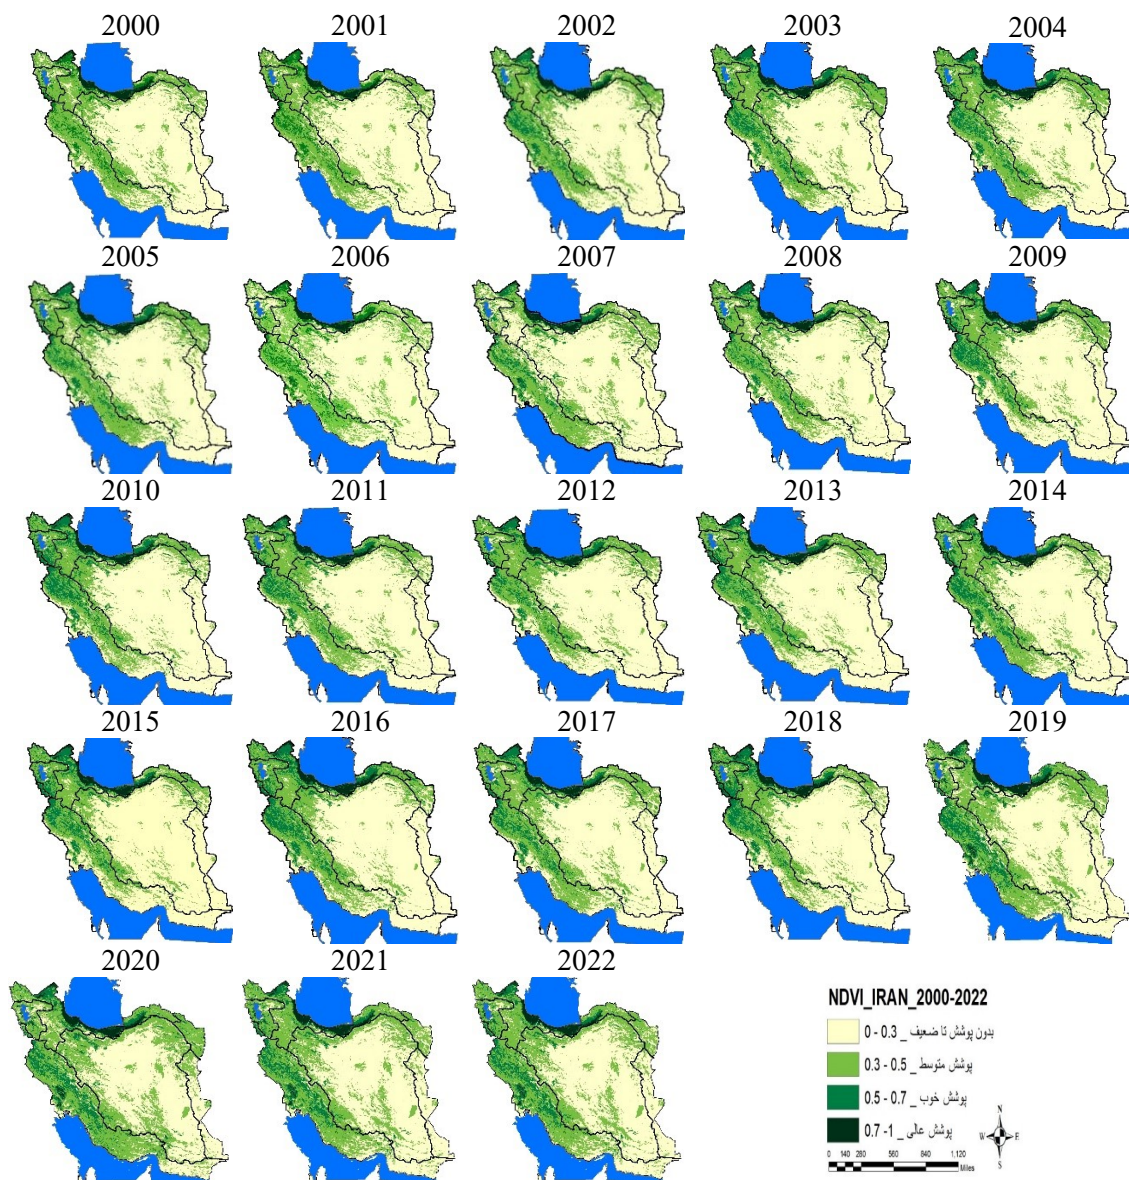 2000 2001 2002 2003 2004
2005 2006 2007 2008 2009
2010 2011 2012 2013 2014
2015 2016 2017 2018 2019
2020 2021 2022
NDVI_IRAN_2000-2022
بدون پوشش تا ضعیف _ 0.3 - 0
پوشش متوسط _ 0.5 - 0.3
پوشش خوب _ 0.7 - 0.5
پوشش عالی _ 1- 0.7
N
W E
S
0 140 280 560 840 1,120
Miles